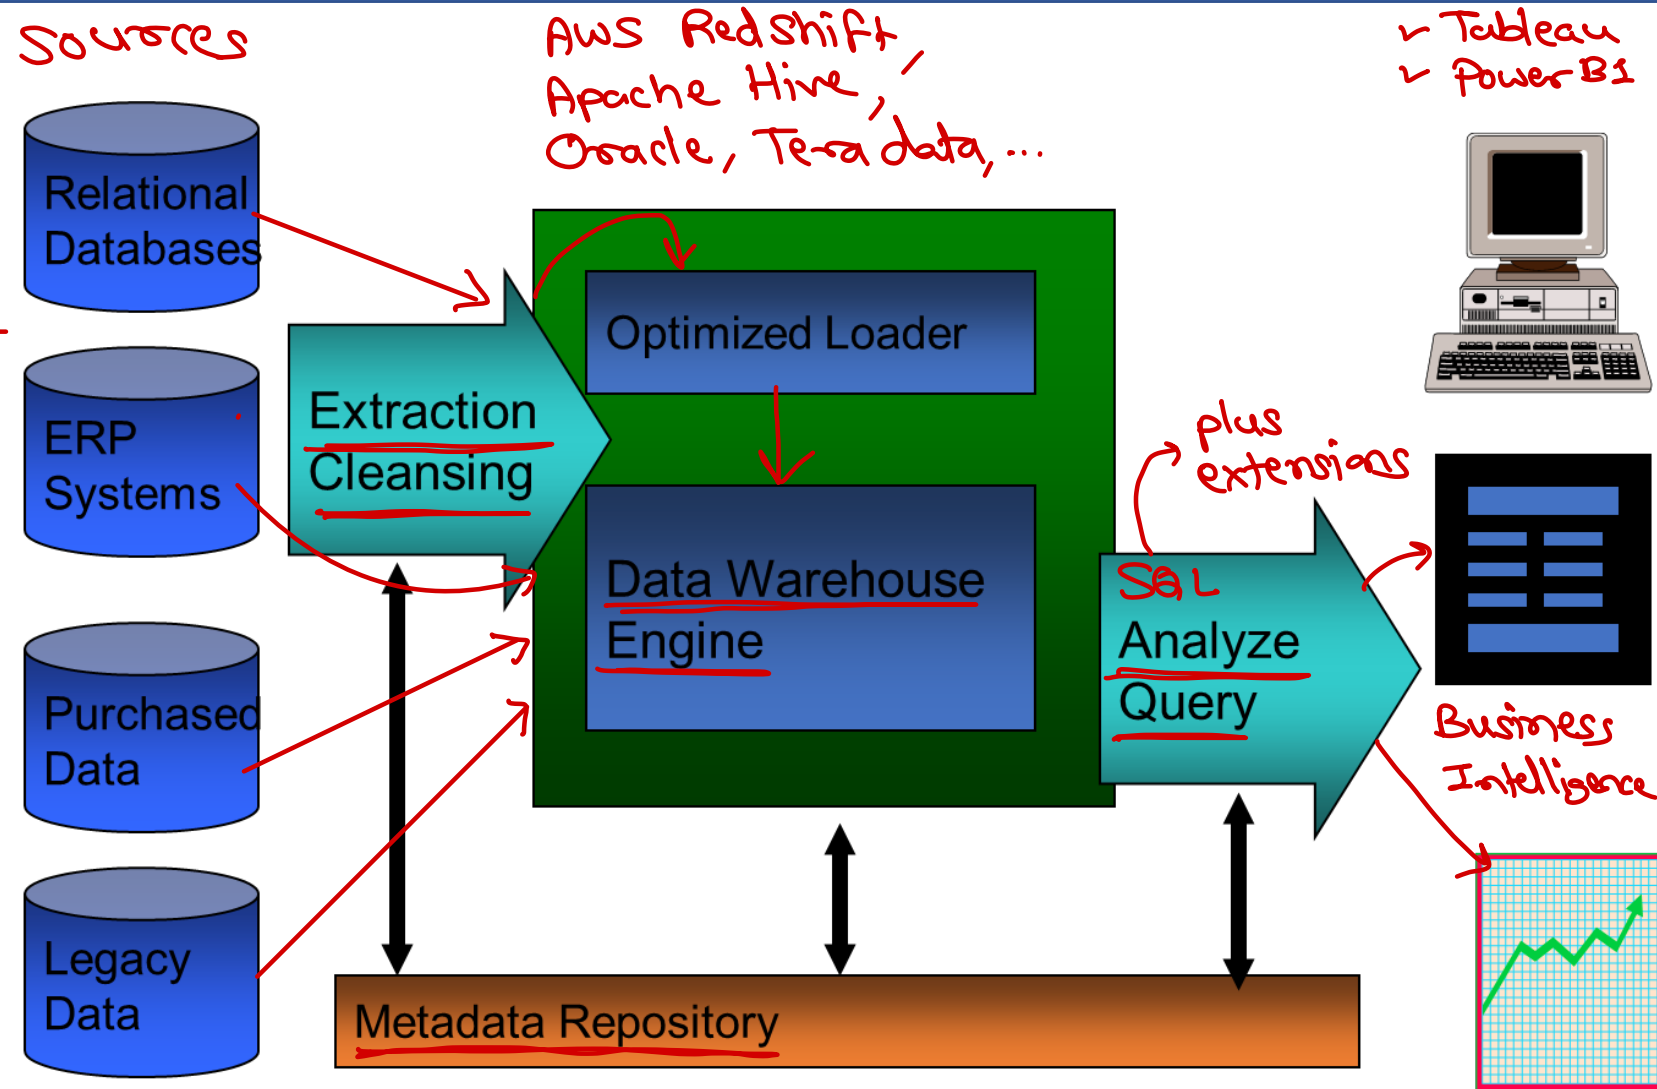 Sources
AWS Redshift,
Apache Hive,
Oracle, Teradata, ...
✓ Tableau
✓ Power BI
Relational
Databases
ERP
Systems
Purchased
Data
Legacy
Data
Extraction
Cleansing
Optimized Loader
Data Warehouse
Engine
plus
extensions
SQL
Analyze
Query
Business
Intelligence
Metadata Repository